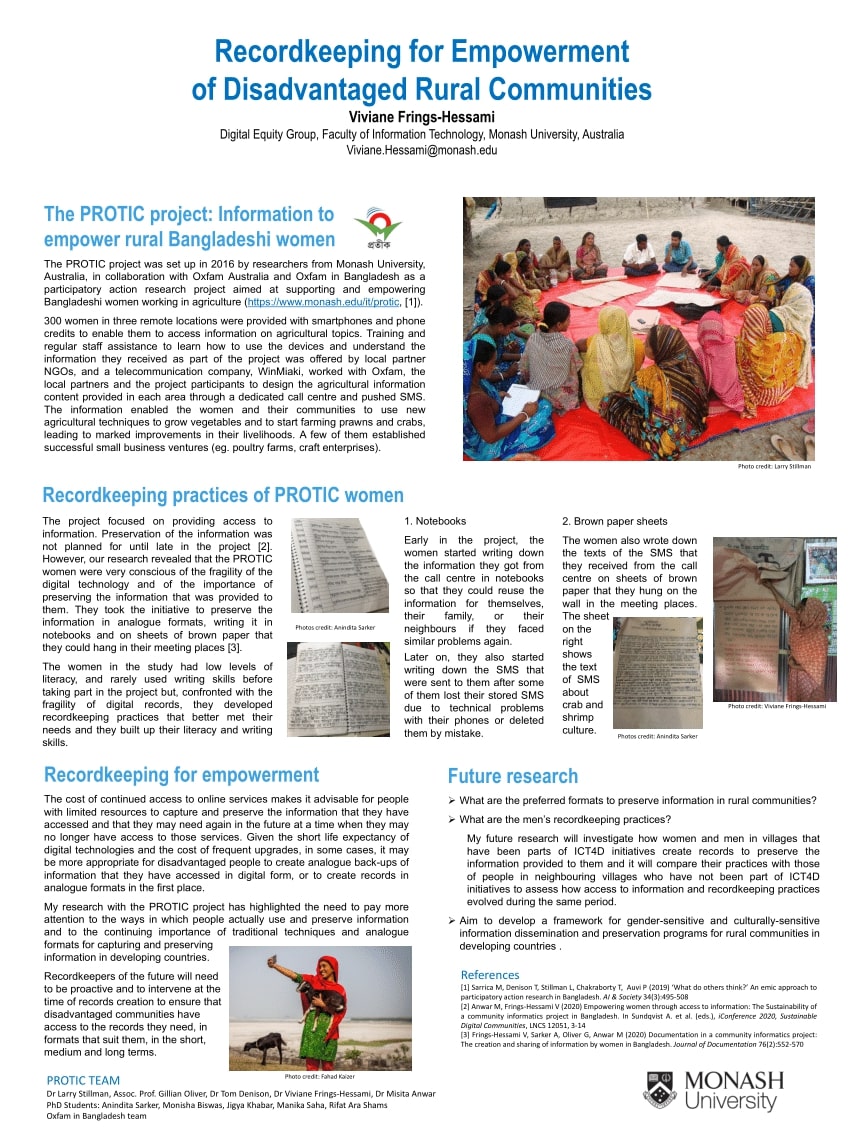 Recordkeeping for Empowerment
of Disadvantaged Rural Communities
Viviane Frings-Hessami
Digital Equity Group, Faculty of Information Technology, Monash University, Australia
Viviane.Hessami@monash.edu
The PROTIC project: Information to
empower rural Bangladeshi women
প্রতীক
The PROTIC project was set up in 2016 by researchers from Monash University,
Australia, in collaboration with Oxfam Australia and Oxfam in Bangladesh as a
participatory action research project aimed at supporting and empowering
Bangladeshi women working in agriculture (https://www.monash.edu/it/protic, [1]).
300 women in three remote locations were provided with smartphones and phone
credits to enable them to access information on agricultural topics. Training and
regular staff assistance to learn how to use the devices and understand the
information they received as part of the project was offered by local partner
NGOs, and a telecommunication company, WinMiaki, worked with Oxfam, the
local partners and the project participants to design the agricultural information
content provided in each area through a dedicated call centre and pushed SMS.
The information enabled the women and their communities to use new
agricultural techniques to grow vegetables and to start farming prawns and crabs,
leading to marked improvements in their livelihoods. A few of them established
successful small business ventures (eg. poultry farms, craft enterprises).
Photo credit: Larry Stillman
Recordkeeping practices of PROTIC women
The project focused on providing access to
information. Preservation of the information was
not planned for until late in the project [2].
However, our research revealed that the PROTIC
women were very conscious of the fragility of the
digital technology and of the importance of
preserving the information that was provided to
them. They took the initiative to preserve the
information in analogue formats, writing it in
notebooks and on sheets of brown paper that
they could hang in their meeting places [3].
The women in the study had low levels of
literacy, and rarely used writing skills before
taking part in the project but, confronted with the
fragility of digital records, they developed
recordkeeping practices that better met their
needs and they built up their literacy and writing
skills.
Photos credit: Anindita Sarker
1. Notebooks
Early in the project, the
women started writing down
the information they got from
the call centre in notebooks
so that they could reuse the
information for themselves,
their family, or their
neighbours if they faced
similar problems again.
Later on, they also started
writing down the SMS that
were sent to them after some
of them lost their stored SMS
due to technical problems
with their phones or deleted
them by mistake.
2. Brown paper sheets
The women also wrote down
the texts of the SMS that
they received from the call
centre on sheets of brown
paper that they hung on the
wall in the meeting places.
The sheet
on the
right
shows
the text
of SMS
about
crab and
shrimp
culture.
Photos credit: Anindita Sarker
Photo credit: Viviane Frings-Hessami
Recordkeeping for empowerment
The cost of continued access to online services makes it advisable for people
with limited resources to capture and preserve the information that they have
accessed and that they may need again in the future at a time when they may
no longer have access to those services. Given the short life expectancy of
digital technologies and the cost of frequent upgrades, in some cases, it may
be more appropriate for disadvantaged people to create analogue back-ups of
information that they have accessed in digital form, or to create records in
analogue formats in the first place.
My research with the PROTIC project has highlighted the need to pay more
attention to the ways in which people actually use and preserve information
and to the continuing importance of traditional techniques and analogue
formats for capturing and preserving
information in developing countries.
Recordkeepers of the future will need
to be proactive and to intervene at the
time of records creation to ensure that
disadvantaged communities have
access to the records they need, in
formats that suit them, in the short,
medium and long terms.
Photo credit: Fahad Kaizer
Future research
➢ What are the preferred formats to preserve information in rural communities?
➢ What are the men's recordkeeping practices?
My future research will investigate how women and men in villages that
have been parts of ICT4D initiatives create records to preserve the
information provided to them and it will compare their practices with those
of people in neighbouring villages who have not been part of ICT4D
initiatives to assess how access to information and recordkeeping practices
evolved during the same period.
➢ Aim to develop a framework for gender-sensitive and culturally-sensitive
information dissemination and preservation programs for rural communities in
developing countries .
References
[1] Sarrica M, Denison T, Stillman L, Chakraborty T, Auvi P (2019) 'What do others think?' An emic approach to
participatory action research in Bangladesh. AI & Society 34(3):495-508
[2] Anwar M, Frings-Hessami V (2020) Empowering women through access to information: The Sustainability of
a community informatics project in Bangladesh. In Sundqvist A. et al. (eds.), iConference 2020, Sustainable
Digital Communities, LNCS 12051, 3-14
[3] Frings-Hessami V, Sarker A, Oliver G, Anwar M (2020) Documentation in a community informatics project:
The creation and sharing of information by women in Bangladesh. Journal of Documentation 76(2):552-570
PROTIC TEAM
Dr Larry Stillman, Assoc. Prof. Gillian Oliver, Dr Tom Denison, Dr Viviane Frings-Hessami, Dr Misita Anwar
PhD Students: Anindita Sarker, Monisha Biswas, Jigya Khabar, Manika Saha, Rifat Ara Shams
Oxfam in Bangladesh team
MONASH
University